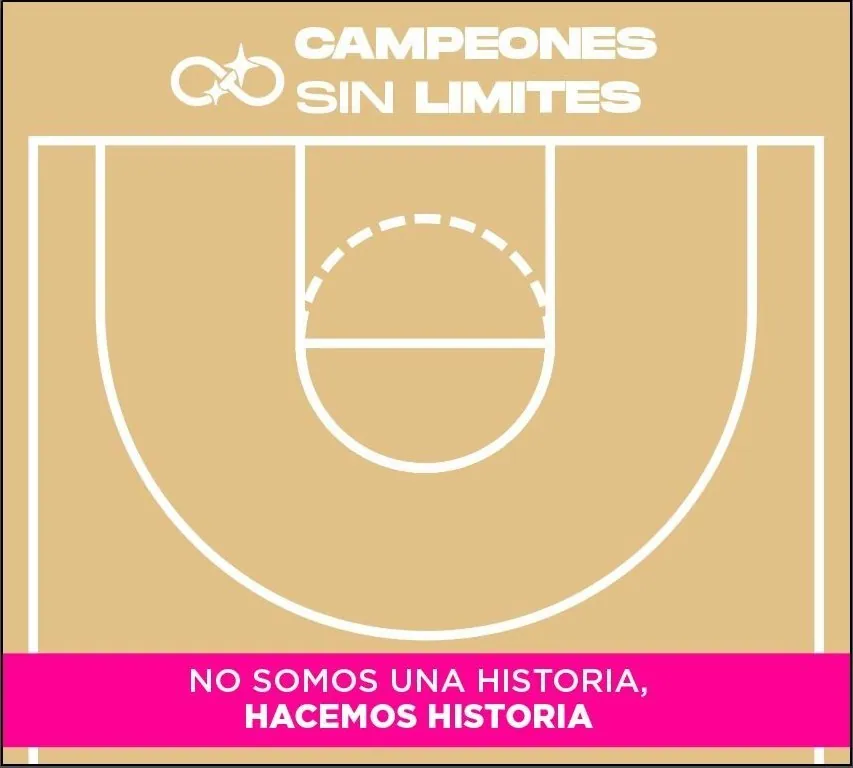 CAMPEONES
SIN LIMITES
NO SOMOS UNA HISTORIA,
HACEMOS HISTORIA